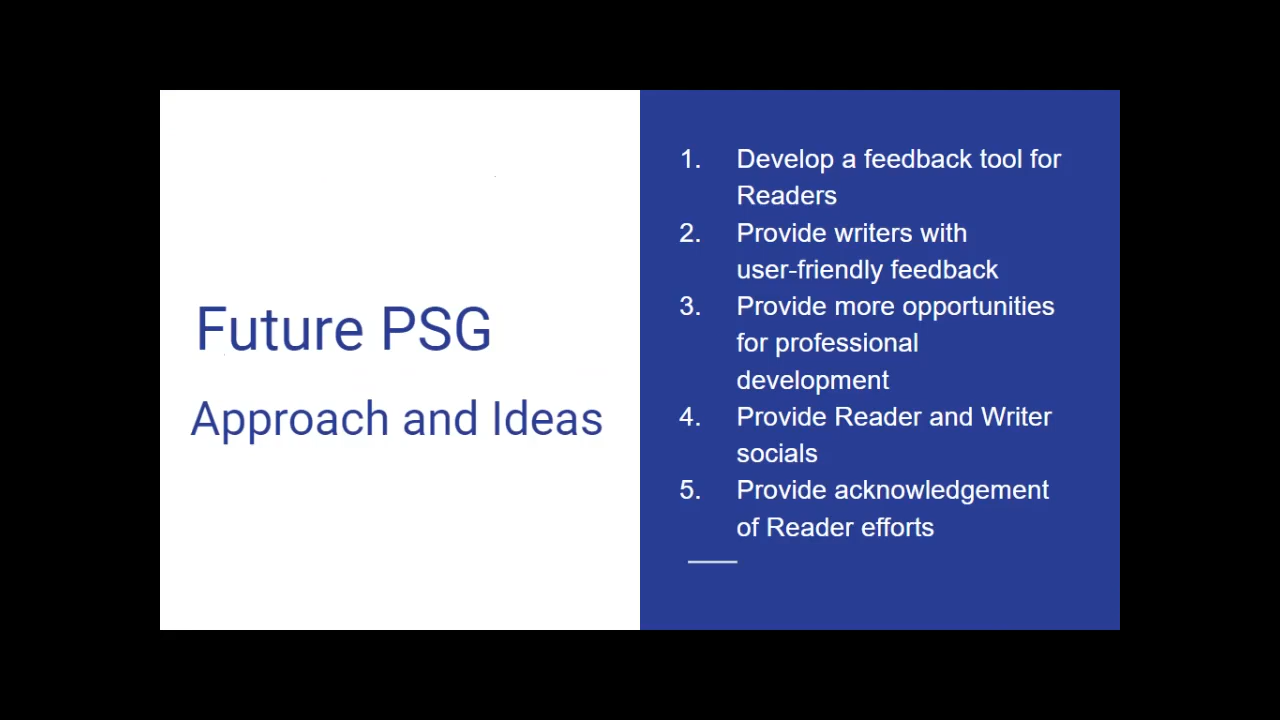 Future PSG
Approach and Ideas
1. Develop a feedback tool for
Readers
2. Provide writers with
user-friendly feedback
3. Provide more opportunities
for professional
development
4. Provide Reader and Writer
socials
5. Provide acknowledgement
of Reader efforts